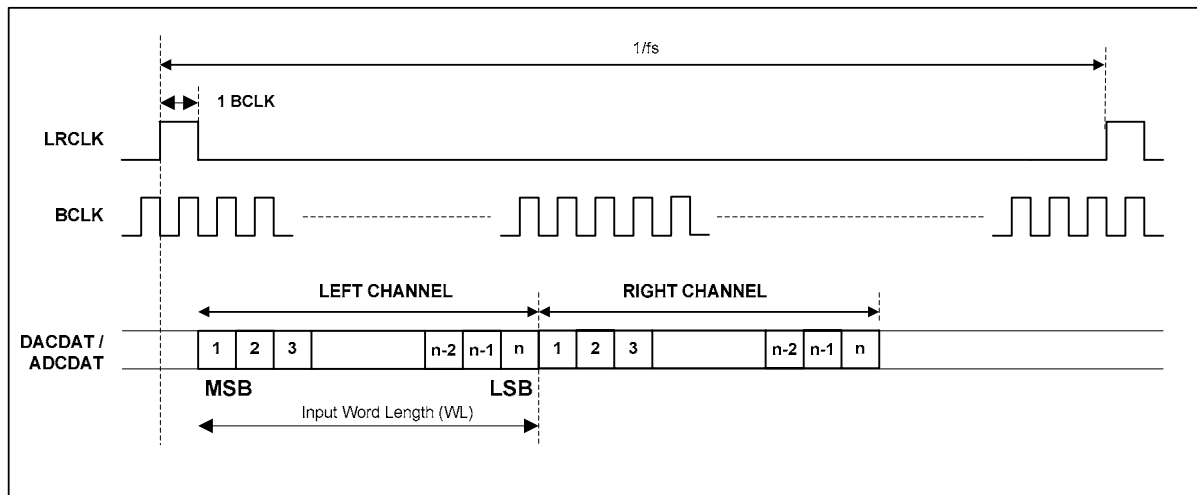 1/fs
1 BCLK
LRCLK
BCLK
LEFT CHANNEL RIGHT CHANNEL
DACDAT /
ADCDAT
1 2 3 n-2 n-1 n 1 2 3 n-2 n-1 n
MSB LSB
Input Word Length (WL)